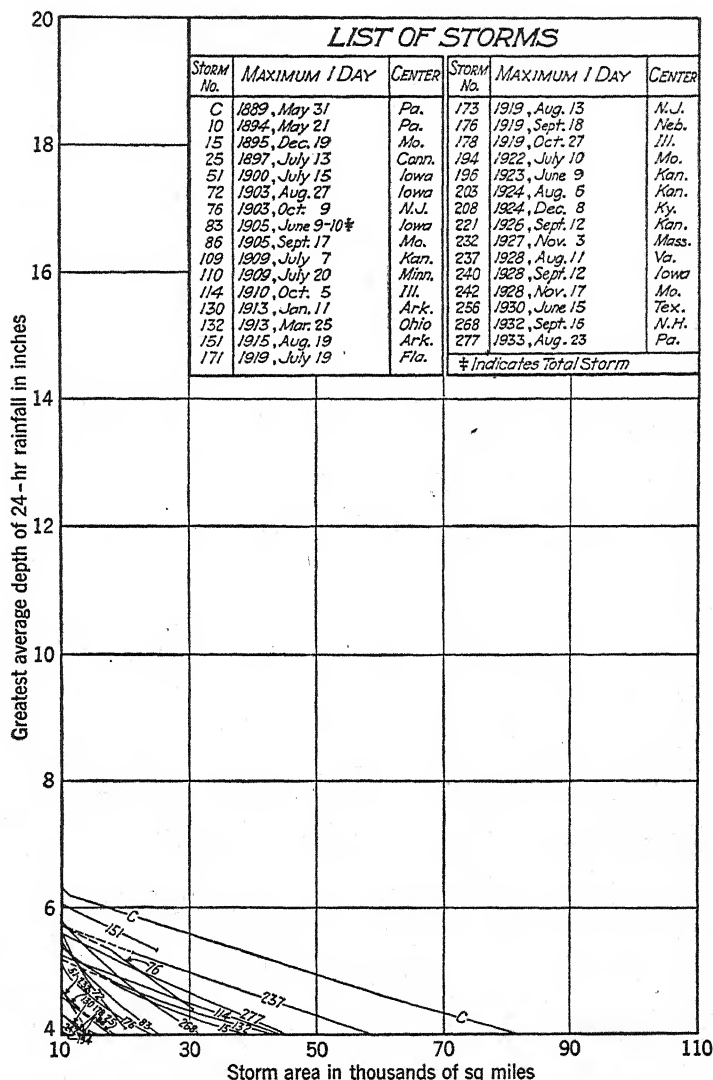 LIST OF STORMS
STORM No. MAXIMUM 1 DAY CENTER STORM No. MAXIMUM 1 DAY CENTER
C 1889, May 31 Pa. 173 1919, Aug. 13 N.J.
10 1894, May 21 Pa. 176 1919, Sept. 18 Neb.
15 1895, Dec. 19 Mo. 178 1919, Oct. 27 Ill.
25 1897, July 13 Conn. 194 1922, July 10 Mo.
51 1900, July 15 Iowa 196 1923, June 9 Kan.
72 1903, Aug. 27 Iowa 203 1924, Aug. 6 Kan.
76 1903, Oct. 9 N.J. 208 1924, Dec. 8 Ky.
83 1905, June 9-10‡ Iowa 221 1926, Sept. 12 Kan.
86 1905, Sept. 17 Mo. 232 1927, Nov. 3 Mass.
109 1909, July 7 Kan. 237 1928, Aug. 11 Va.
110 1909, July 20 Minn. 240 1928, Sept. 12 Iowa
114 1910, Oct. 5 Ill. 242 1928, Nov. 17 Mo.
130 1913, Jan. 11 Ark. 256 1930, June 15 Tex.
132 1913, Mar. 25 Ohio 268 1932, Sept. 16 N.H.
151 1915, Aug. 19 Ark. 277 1933, Aug. 23 Pa.
171 1919, July 19 Fla. ‡ Indicates Total Storm
20
18
16
14
12
10
8
6
4
Greatest average depth of 24-hr rainfall in inches
C
151
76
237
114 277
83 268 15 132
C
10 30 50 70 90 110
Storm area in thousands of sq miles